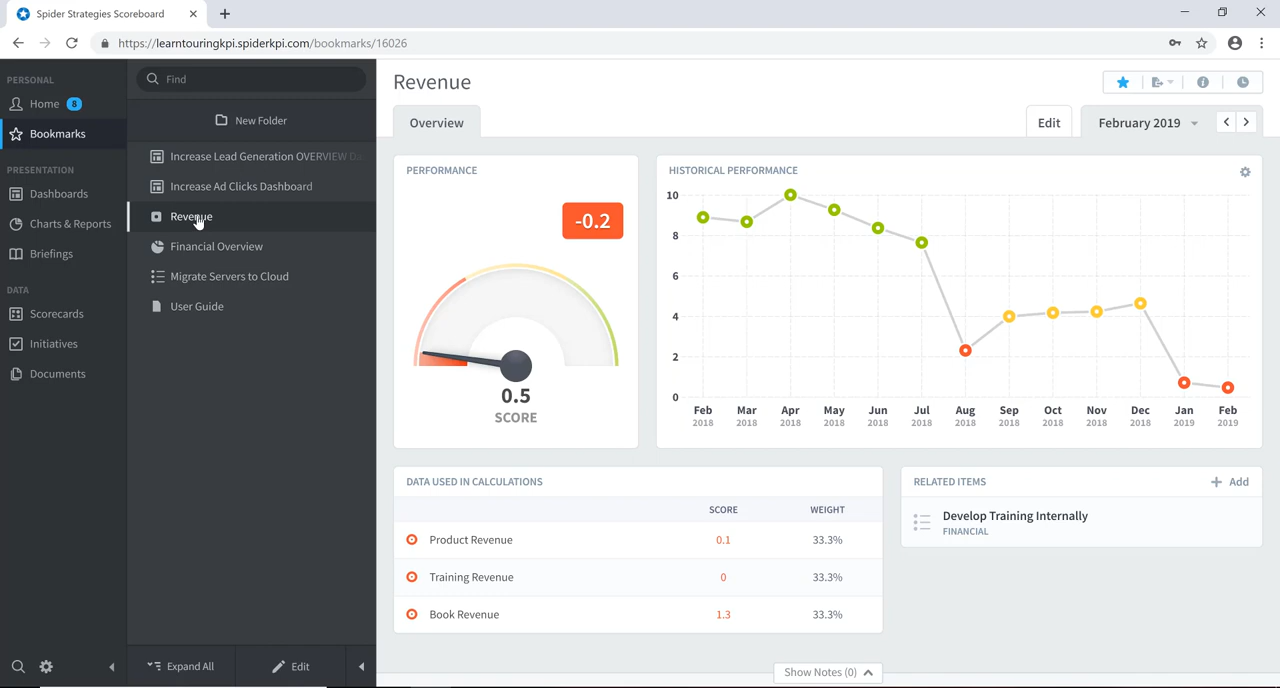 Spider Strategies Scoreboard
https://learntouringkpi.spiderkpi.com/bookmarks/16026
PERSONAL
Home 8
Bookmarks
PRESENTATION
Dashboards
Charts & Reports
Briefings
DATA
Scorecards
Initiatives
Documents
Find
New Folder
Increase Lead Generation OVERVIEW Da
Increase Ad Clicks Dashboard
Revenue
Financial Overview
Migrate Servers to Cloud
User Guide
Expand All
Edit
Revenue
Overview
Edit
February 2019
PERFORMANCE
-0.2
0.5
SCORE
HISTORICAL PERFORMANCE
10
8
6
4
2
0
Feb Mar Apr May Jun Jul Aug Sep Oct Nov Dec Jan Feb
2018 2018 2018 2018 2018 2018 2018 2018 2018 2018 2018 2019 2019
DATA USED IN CALCULATIONS
SCORE WEIGHT
Product Revenue 0.1 33.3%
Training Revenue 0 33.3%
Book Revenue 1.3 33.3%
RELATED ITEMS
Add
Develop Training Internally
FINANCIAL
Show Notes (0)